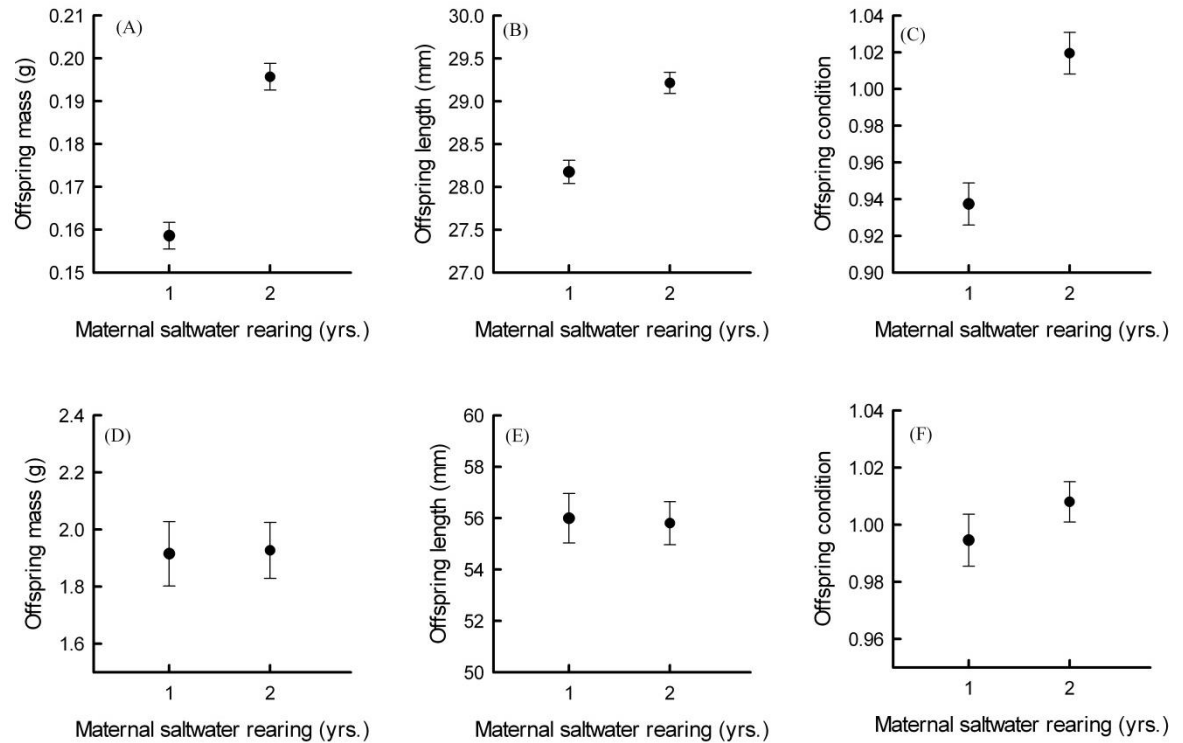 (A)
Offspring mass (g)
0.21
0.20
0.19
0.18
0.17
0.16
0.15
1 2
Maternal saltwater rearing (yrs.)
(B)
Offspring length (mm)
30.0
29.5
29.0
28.5
28.0
27.5
27.0
1 2
Maternal saltwater rearing (yrs.)
(C)
Offspring condition
1.04
1.02
1.00
0.98
0.96
0.94
0.92
0.90
1 2
Maternal saltwater rearing (yrs.)
(D)
Offspring mass (g)
2.4
2.2
2.0
1.8
1.6
1 2
Maternal saltwater rearing (yrs.)
(E)
Offspring length (mm)
60
58
56
54
52
50
1 2
Maternal saltwater rearing (yrs.)
(F)
Offspring condition
1.04
1.02
1.00
0.98
0.96
1 2
Maternal saltwater rearing (yrs.)